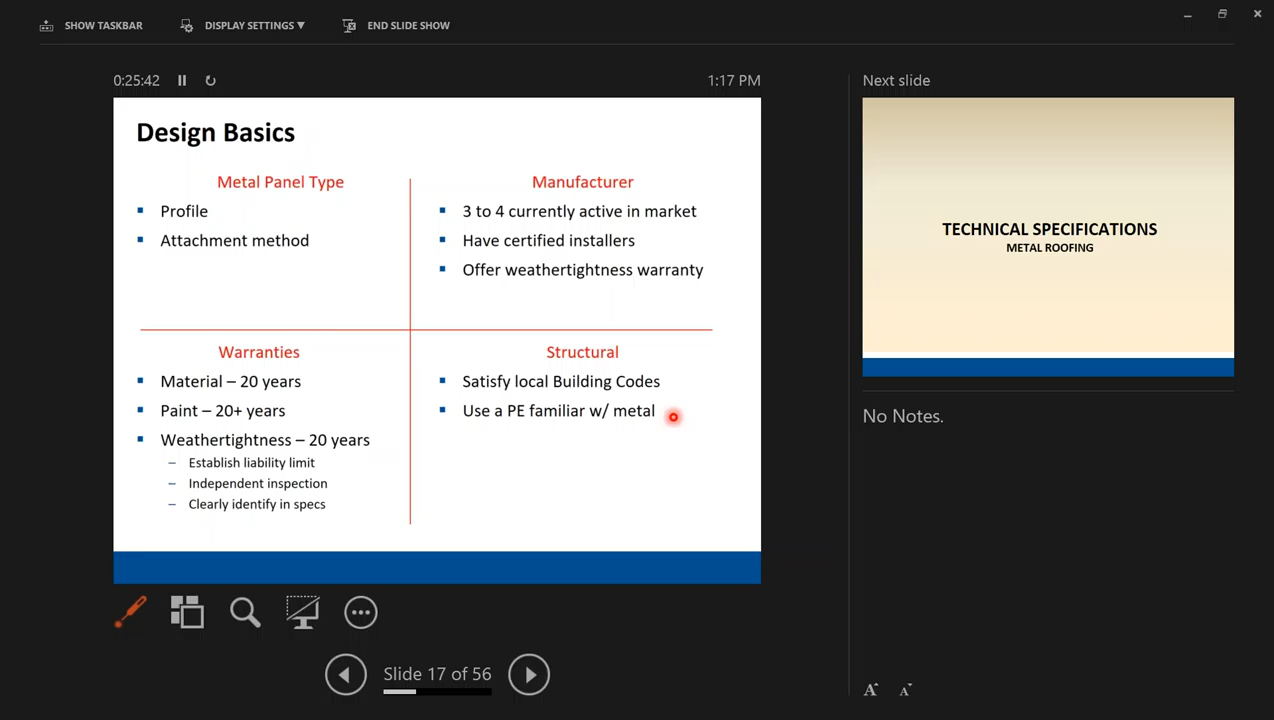 SHOW TASKBAR
DISPLAY SETTINGS ▼
END SLIDE SHOW
0:25:42
1:17 PM
Design Basics
Metal Panel Type
▪ Profile
▪ Attachment method
Manufacturer
▪ 3 to 4 currently active in market
▪ Have certified installers
▪ Offer weathertightness warranty
Warranties
▪ Material – 20 years
▪ Paint – 20+ years
▪ Weathertightness – 20 years
– Establish liability limit
– Independent inspection
– Clearly identify in specs
Structural
▪ Satisfy local Building Codes
▪ Use a PE familiar w/ metal
Slide 17 of 56
Next slide
TECHNICAL SPECIFICATIONS
METAL ROOFING
No Notes.
A A